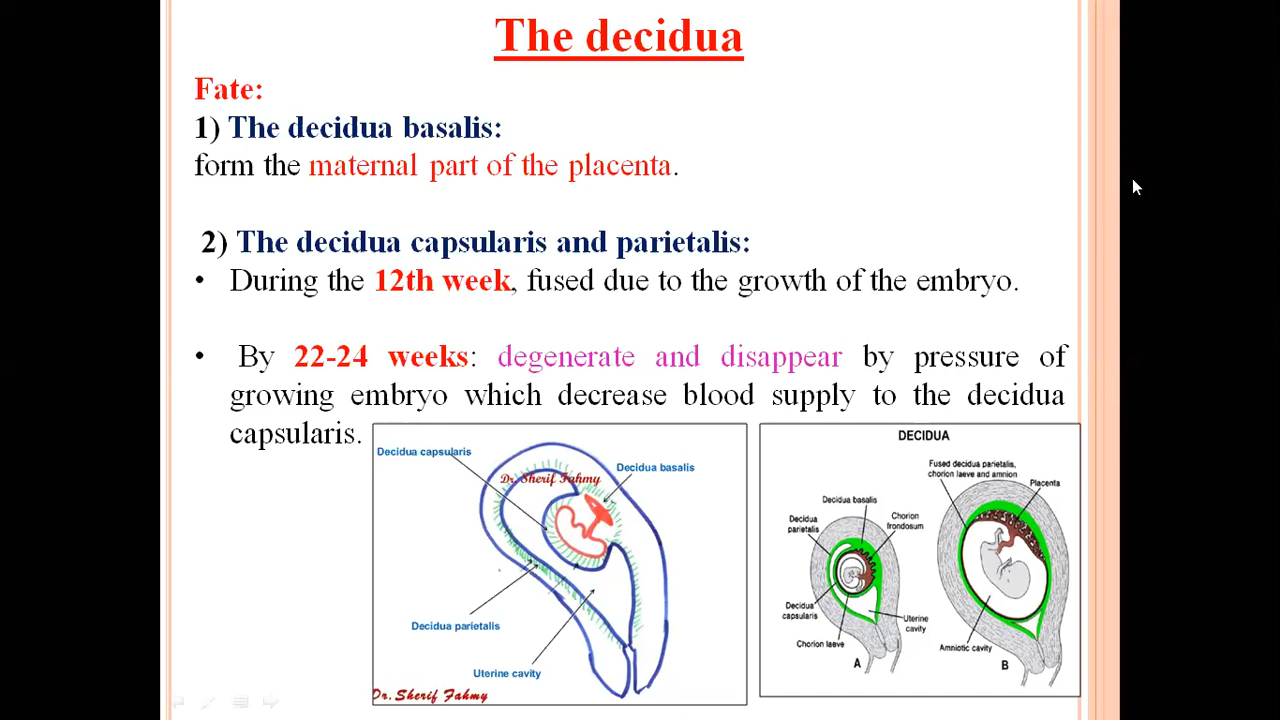 The decidua
Fate:
1) The decidua basalis:
form the maternal part of the placenta.
2) The decidua capsularis and parietalis:
• During the 12th week, fused due to the growth of the embryo.
• By 22-24 weeks: degenerate and disappear by pressure of
growing embryo which decrease blood supply to the decidua
capsularis.
Decidua capsularis
Decidua basalis
Dr. Sherif Fahmy
Decidua parietalis
Uterine cavity
Dr. Sherif Fahmy
DECIDUA
Fused decidua parietalis,
chorion laeve and amnion
Placenta
Decidua basalis
Decidua
parietalis
Chorion
frondosum
Decidua
capsularis
Uterine
cavity
Chorion laeve
Amniotic cavity
A
B